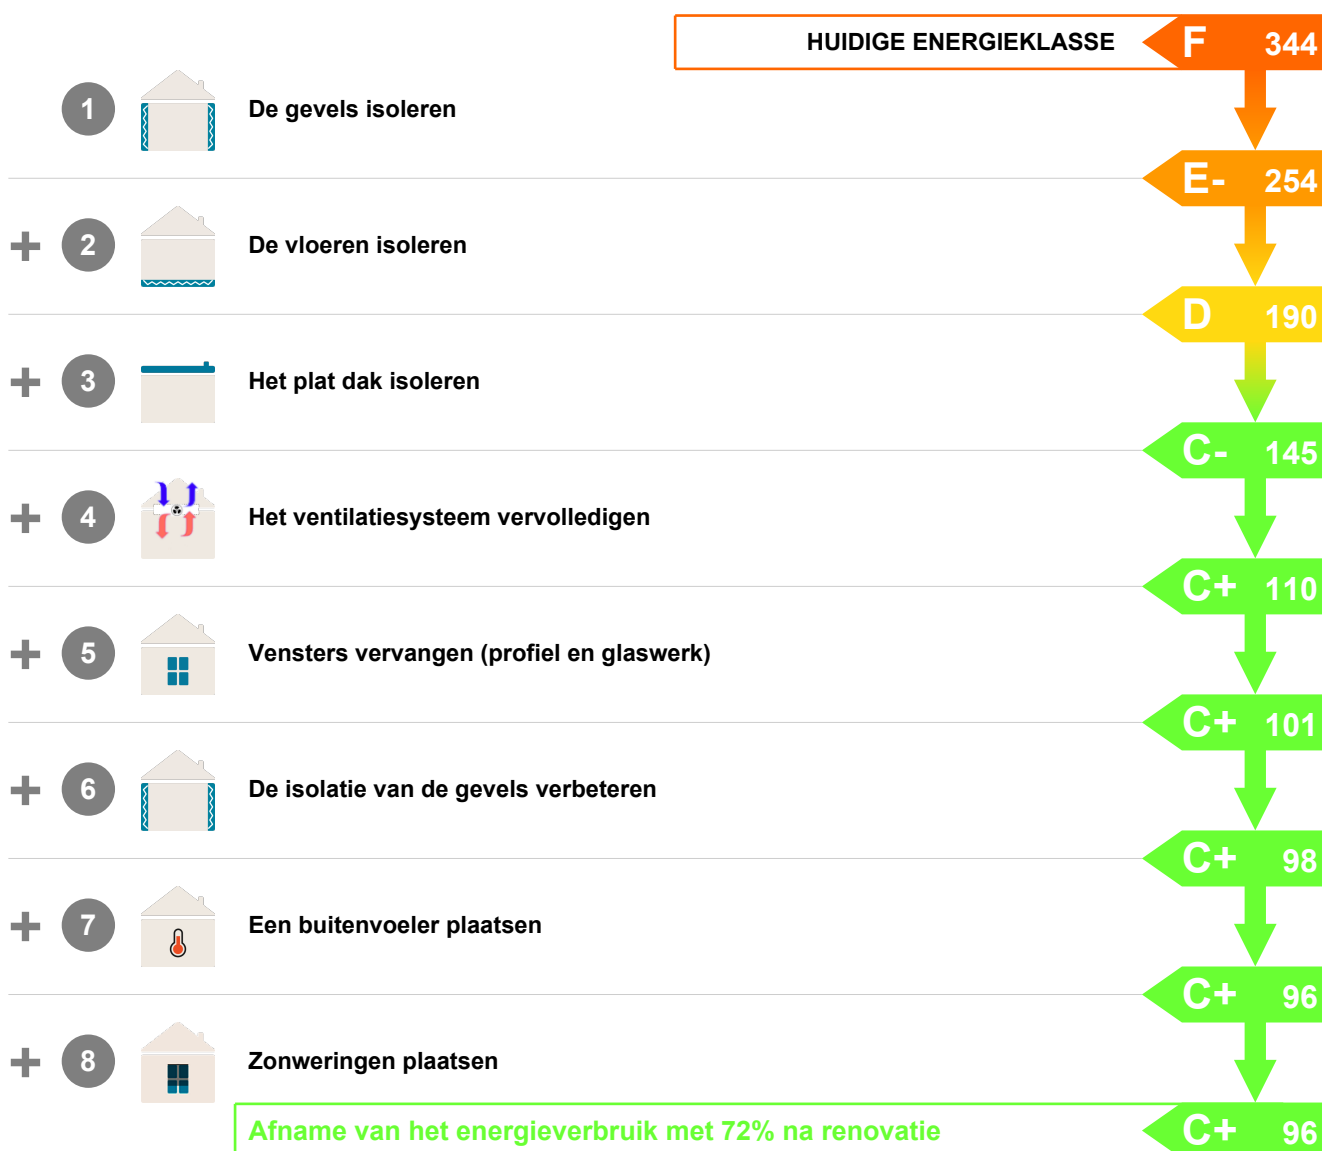 HUIDIGE ENERGIEKLASSE F 344
1 De gevels isoleren
E- 254
+ 2 De vloeren isoleren
D 190
+ 3 Het plat dak isoleren
C- 145
+ 4 Het ventilatiesysteem vervolledigen
C+ 110
+ 5 Vensters vervangen (profiel en glaswerk)
C+ 101
+ 6 De isolatie van de gevels verbeteren
C+ 98
+ 7 Een buitenvoeler plaatsen
C+ 96
+ 8 Zonweringen plaatsen
Afname van het energieverbruik met 72% na renovatie C+ 96